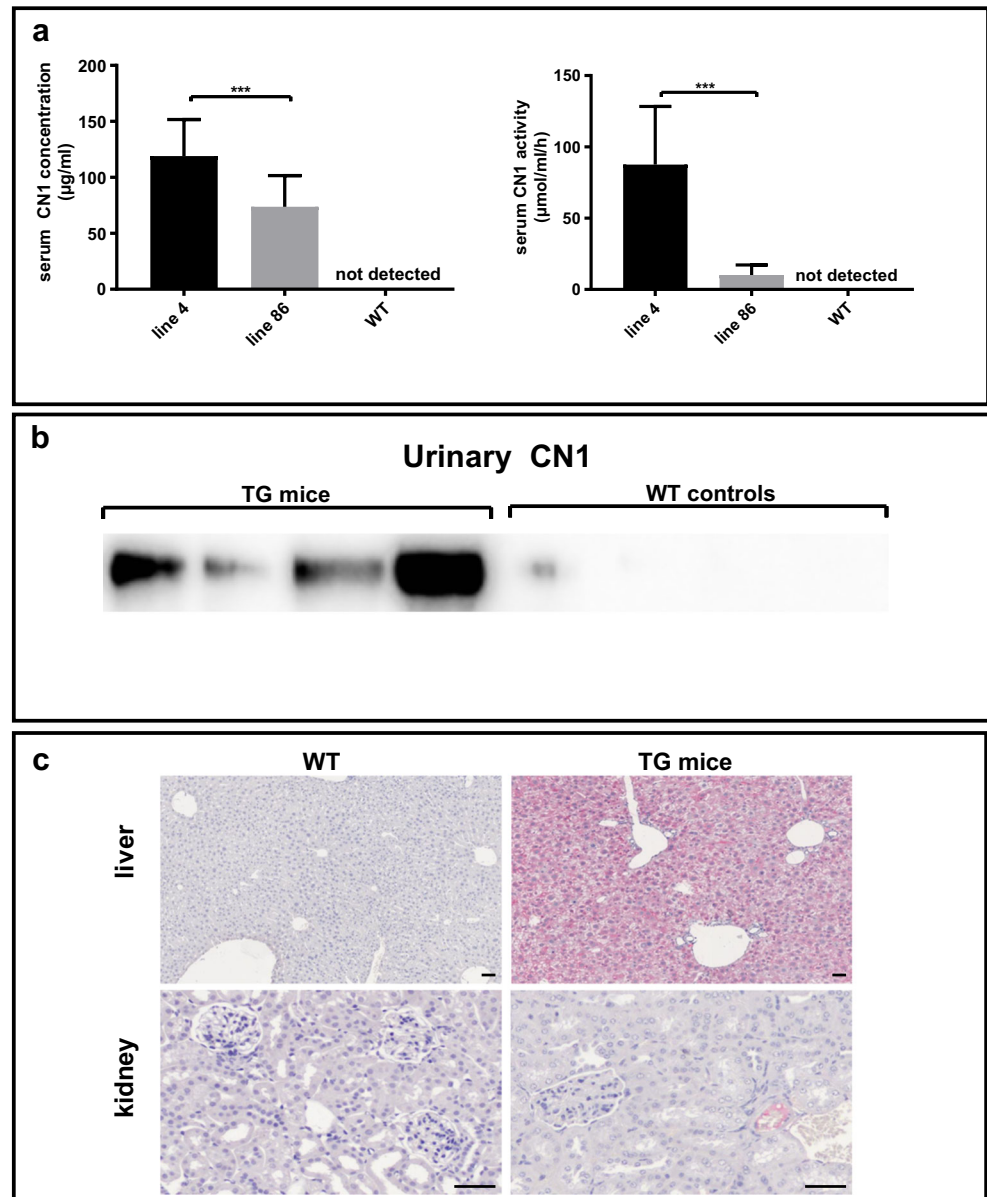 a
serum CN1 concentration
(µg/ml)
200
150
100
50
0
***
not detected
line 4
line 86
WT
serum CN1 activity
(µmol/ml/h)
150
100
50
0
***
not detected
line 4
line 86
WT
b
Urinary CN1
TG mice
WT controls
c
WT
TG mice
liver
kidney